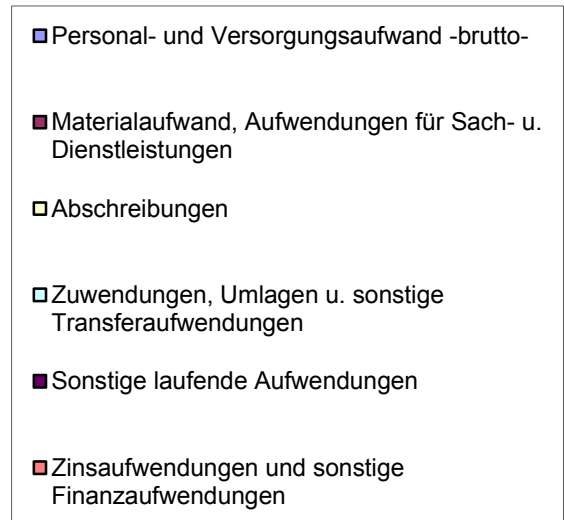 Personal- und Versorgungsaufwand -brutto-
Materialaufwand, Aufwendungen für Sach- u.
Dienstleistungen
Abschreibungen
Zuwendungen, Umlagen u. sonstige
Transferaufwendungen
Sonstige laufende Aufwendungen
Zinsaufwendungen und sonstige
Finanzaufwendungen